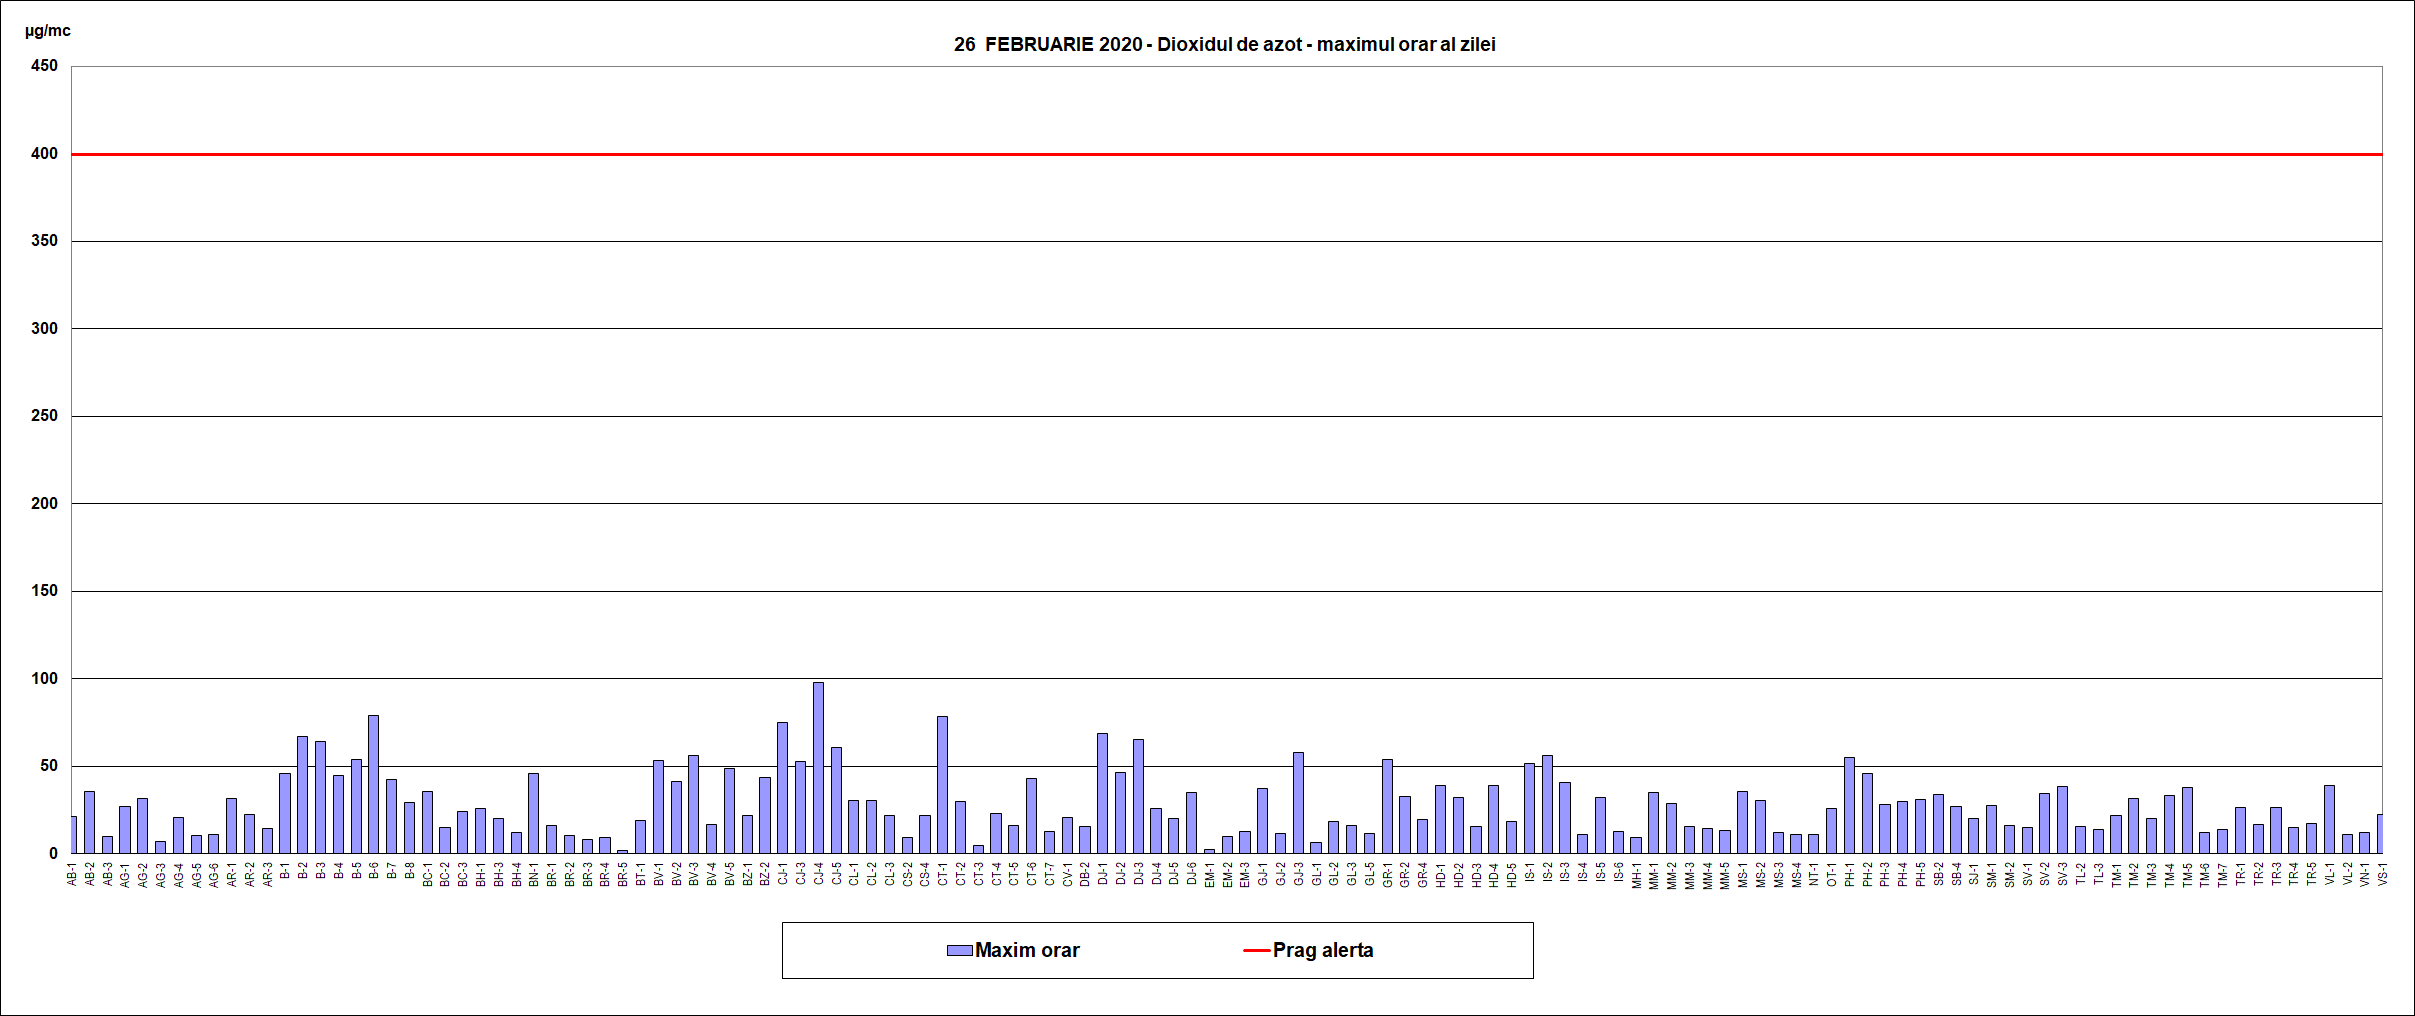 µg/mc
26  FEBRUARIE 2020 - Dioxidul de azot - maximul orar al zilei
450
400
350
300
250
200
150
100
50
0
AB-1 AB-2 AB-3 AG-1 AG-2 AG-3 AG-4 AG-5 AG-6 AR-1 AR-2 AR-3 B-1 B-2 B-3 B-4 B-5 B-6 B-7 B-8 BC-1 BC-2 BC-3 BH-1 BH-3 BH-4 BN-1 BR-1 BR-2 BR-3 BR-4 BR-5 BT-1 BV-1 BV-2 BV-3 BV-4 BV-5 BZ-1 BZ-2 CJ-1 CJ-3 CJ-4 CJ-5 CL-1 CL-2 CL-3 CS-2 CS-4 CT-1 CT-2 CT-3 CT-4 CT-5 CT-6 CT-7 CV-1 DB-2 DJ-1 DJ-2 DJ-3 DJ-4 DJ-5 DJ-6 EM-1 EM-2 EM-3 GJ-1 GJ-2 GJ-3 GL-1 GL-2 GL-3 GL-5 GR-1 GR-2 GR-4 HD-1 HD-2 HD-3 HD-4 HD-5 IS-1 IS-2 IS-3 IS-4 IS-5 IS-6 MH-1 MM-1 MM-2 MM-3 MM-4 MM-5 MS-1 MS-2 MS-3 MS-4 NT-1 OT-1 PH-1 PH-2 PH-3 PH-4 PH-5 SB-2 SB-4 SJ-1 SM-1 SM-2 SV-1 SV-2 SV-3 TL-2 TL-3 TM-1 TM-2 TM-3 TM-4 TM-5 TM-6 TM-7 TR-1 TR-2 TR-3 TR-4 TR-5 VL-1 VL-2 VN-1 VS-1
Maxim orar
Prag alerta